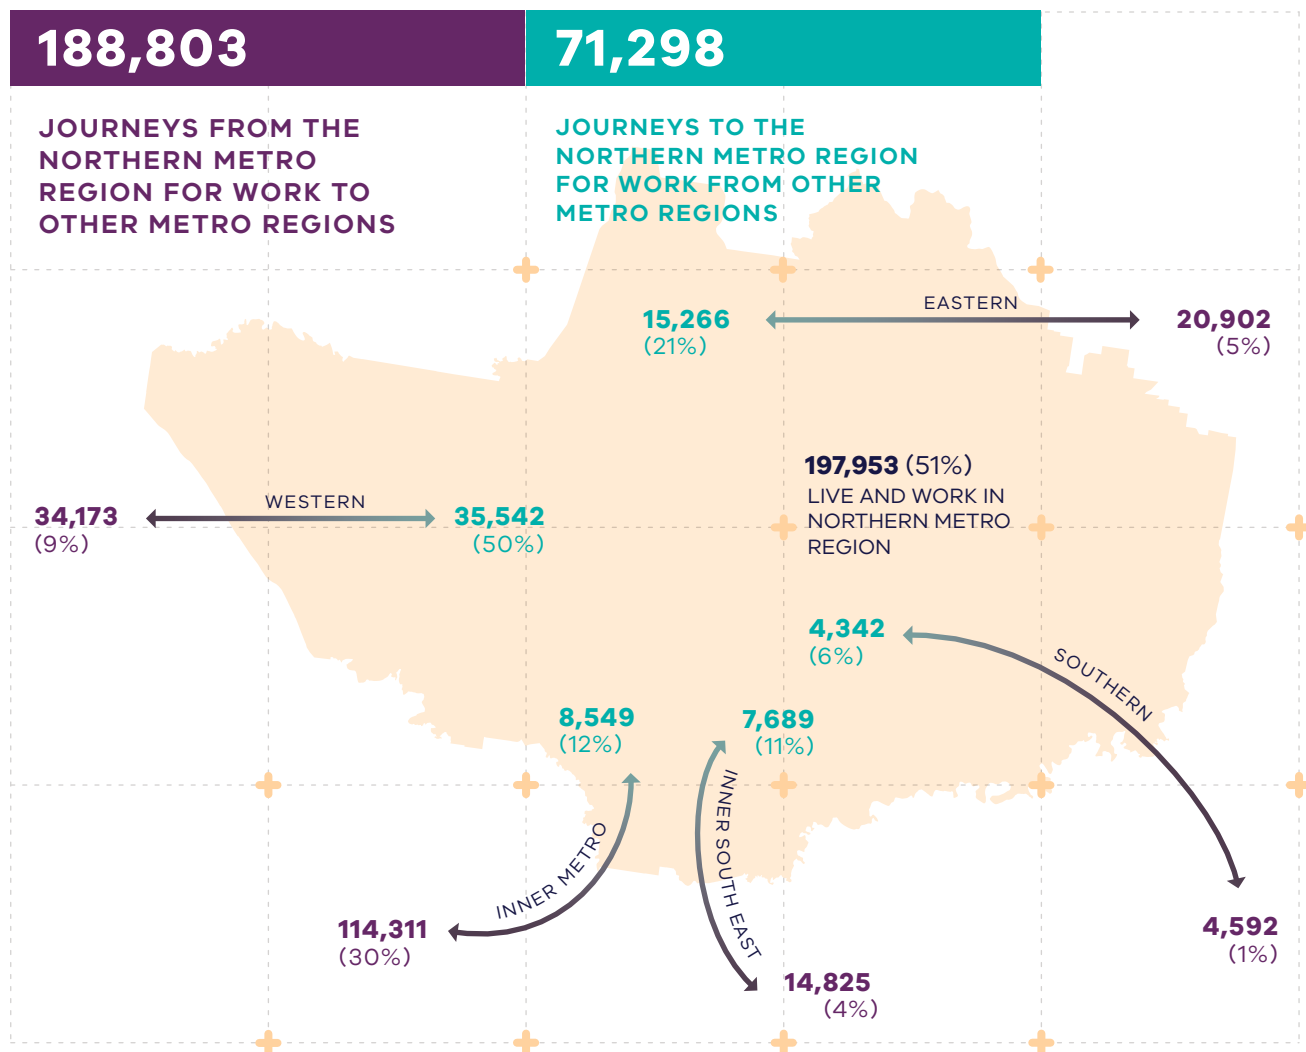 188,803
JOURNEYS FROM THE
NORTHERN METRO
REGION FOR WORK TO
OTHER METRO REGIONS
71,298
JOURNEYS TO THE
NORTHERN METRO REGION
FOR WORK FROM OTHER
METRO REGIONS
EASTERN
15,266
(21%)
20,902
(5%)
197,953 (51%)
LIVE AND WORK IN
NORTHERN METRO
REGION
WESTERN
34,173
(9%)
35,542
(50%)
4,342
(6%)
SOUTHERN
4,592
(1%)
8,549
(12%)
INNER METRO
114,311
(30%)
7,689
(11%)
INNER SOUTH EAST
14,825
(4%)